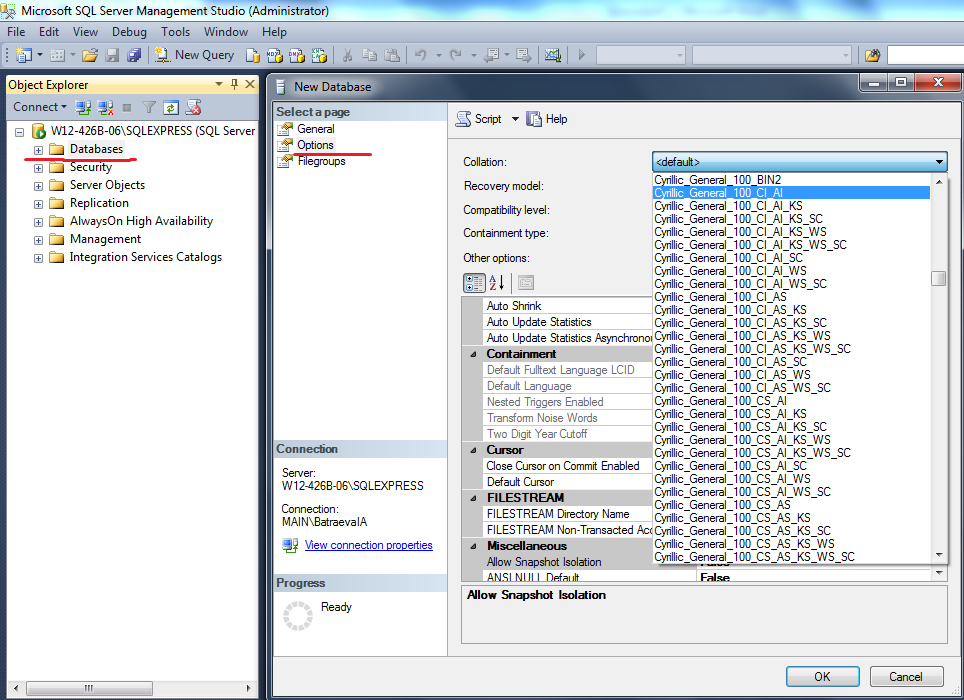 Microsoft SQL Server Management Studio (Administrator)
File Edit View Debug Tools Window Help
New Query
Object Explorer
Connect
W12-426B-06\SQLEXPRESS (SQL Server
Databases
Security
Server Objects
Replication
AlwaysOn High Availability
Management
Integration Services Catalogs
New Database
Select a page
General
Options
Filegroups
Connection
Server:
W12-426B-06\SQLEXPRESS
Connection:
MAIN\BatraevaIA
View connection properties
Progress
Ready
Script Help
Collation: <default>
Recovery model:
Compatibility level:
Containment type:
Other options:
Auto Shrink
Auto Update Statistics
Auto Update Statistics Asynchronou
Containment
Default Fulltext Language LCID
Default Language
Nested Triggers Enabled
Transform Noise Words
Two Digit Year Cutoff
Cursor
Close Cursor on Commit Enabled
Default Cursor
FILESTREAM
FILESTREAM Directory Name
FILESTREAM Non-Transacted Acc
Miscellaneous
Allow Snapshot Isolation
ANSI NULL Default False
Cyrillic_General_100_BIN2
Cyrillic_General_100_CI_AI
Cyrillic_General_100_CI_AI_KS
Cyrillic_General_100_CI_AI_KS_SC
Cyrillic_General_100_CI_AI_KS_WS
Cyrillic_General_100_CI_AI_KS_WS_SC
Cyrillic_General_100_CI_AI_SC
Cyrillic_General_100_CI_AI_WS
Cyrillic_General_100_CI_AI_WS_SC
Cyrillic_General_100_CI_AS
Cyrillic_General_100_CI_AS_KS
Cyrillic_General_100_CI_AS_KS_SC
Cyrillic_General_100_CI_AS_KS_WS
Cyrillic_General_100_CI_AS_KS_WS_SC
Cyrillic_General_100_CI_AS_SC
Cyrillic_General_100_CI_AS_WS
Cyrillic_General_100_CI_AS_WS_SC
Cyrillic_General_100_CS_AI
Cyrillic_General_100_CS_AI_KS
Cyrillic_General_100_CS_AI_KS_SC
Cyrillic_General_100_CS_AI_KS_WS
Cyrillic_General_100_CS_AI_KS_WS_SC
Cyrillic_General_100_CS_AI_SC
Cyrillic_General_100_CS_AI_WS
Cyrillic_General_100_CS_AI_WS_SC
Cyrillic_General_100_CS_AS
Cyrillic_General_100_CS_AS_KS
Cyrillic_General_100_CS_AS_KS_SC
Cyrillic_General_100_CS_AS_KS_WS
Cyrillic_General_100_CS_AS_KS_WS_SC
Allow Snapshot Isolation
OK Cancel